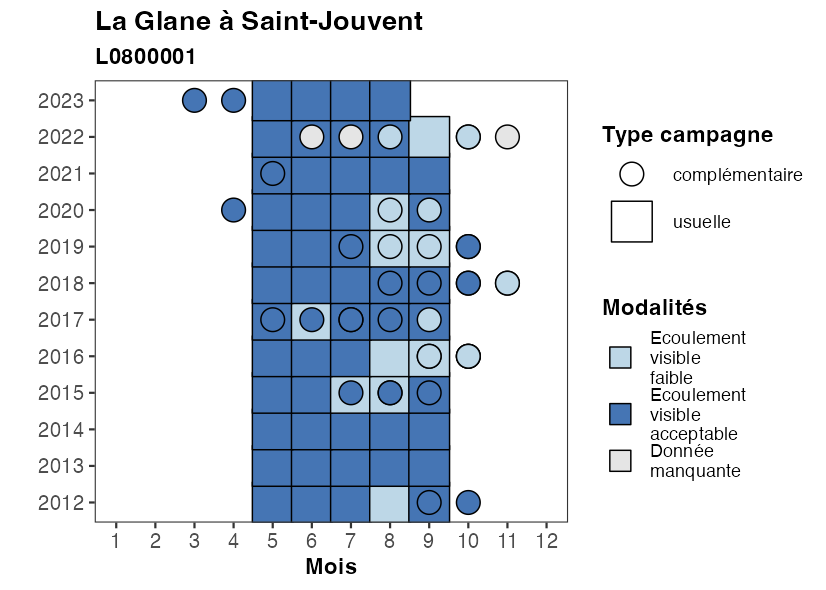 La Glane à Saint-Jouvent
L0800001
2023
2022
2021
2020
2019
2018
2017
2016
2015
2014
2013
2012
1 2 3 4 5 6 7 8 9 10 11 12
Mois
Type campagne
complémentaire
usuelle
Modalités
Ecoulement
visible
faible
Ecoulement
visible
acceptable
Donnée
manquante